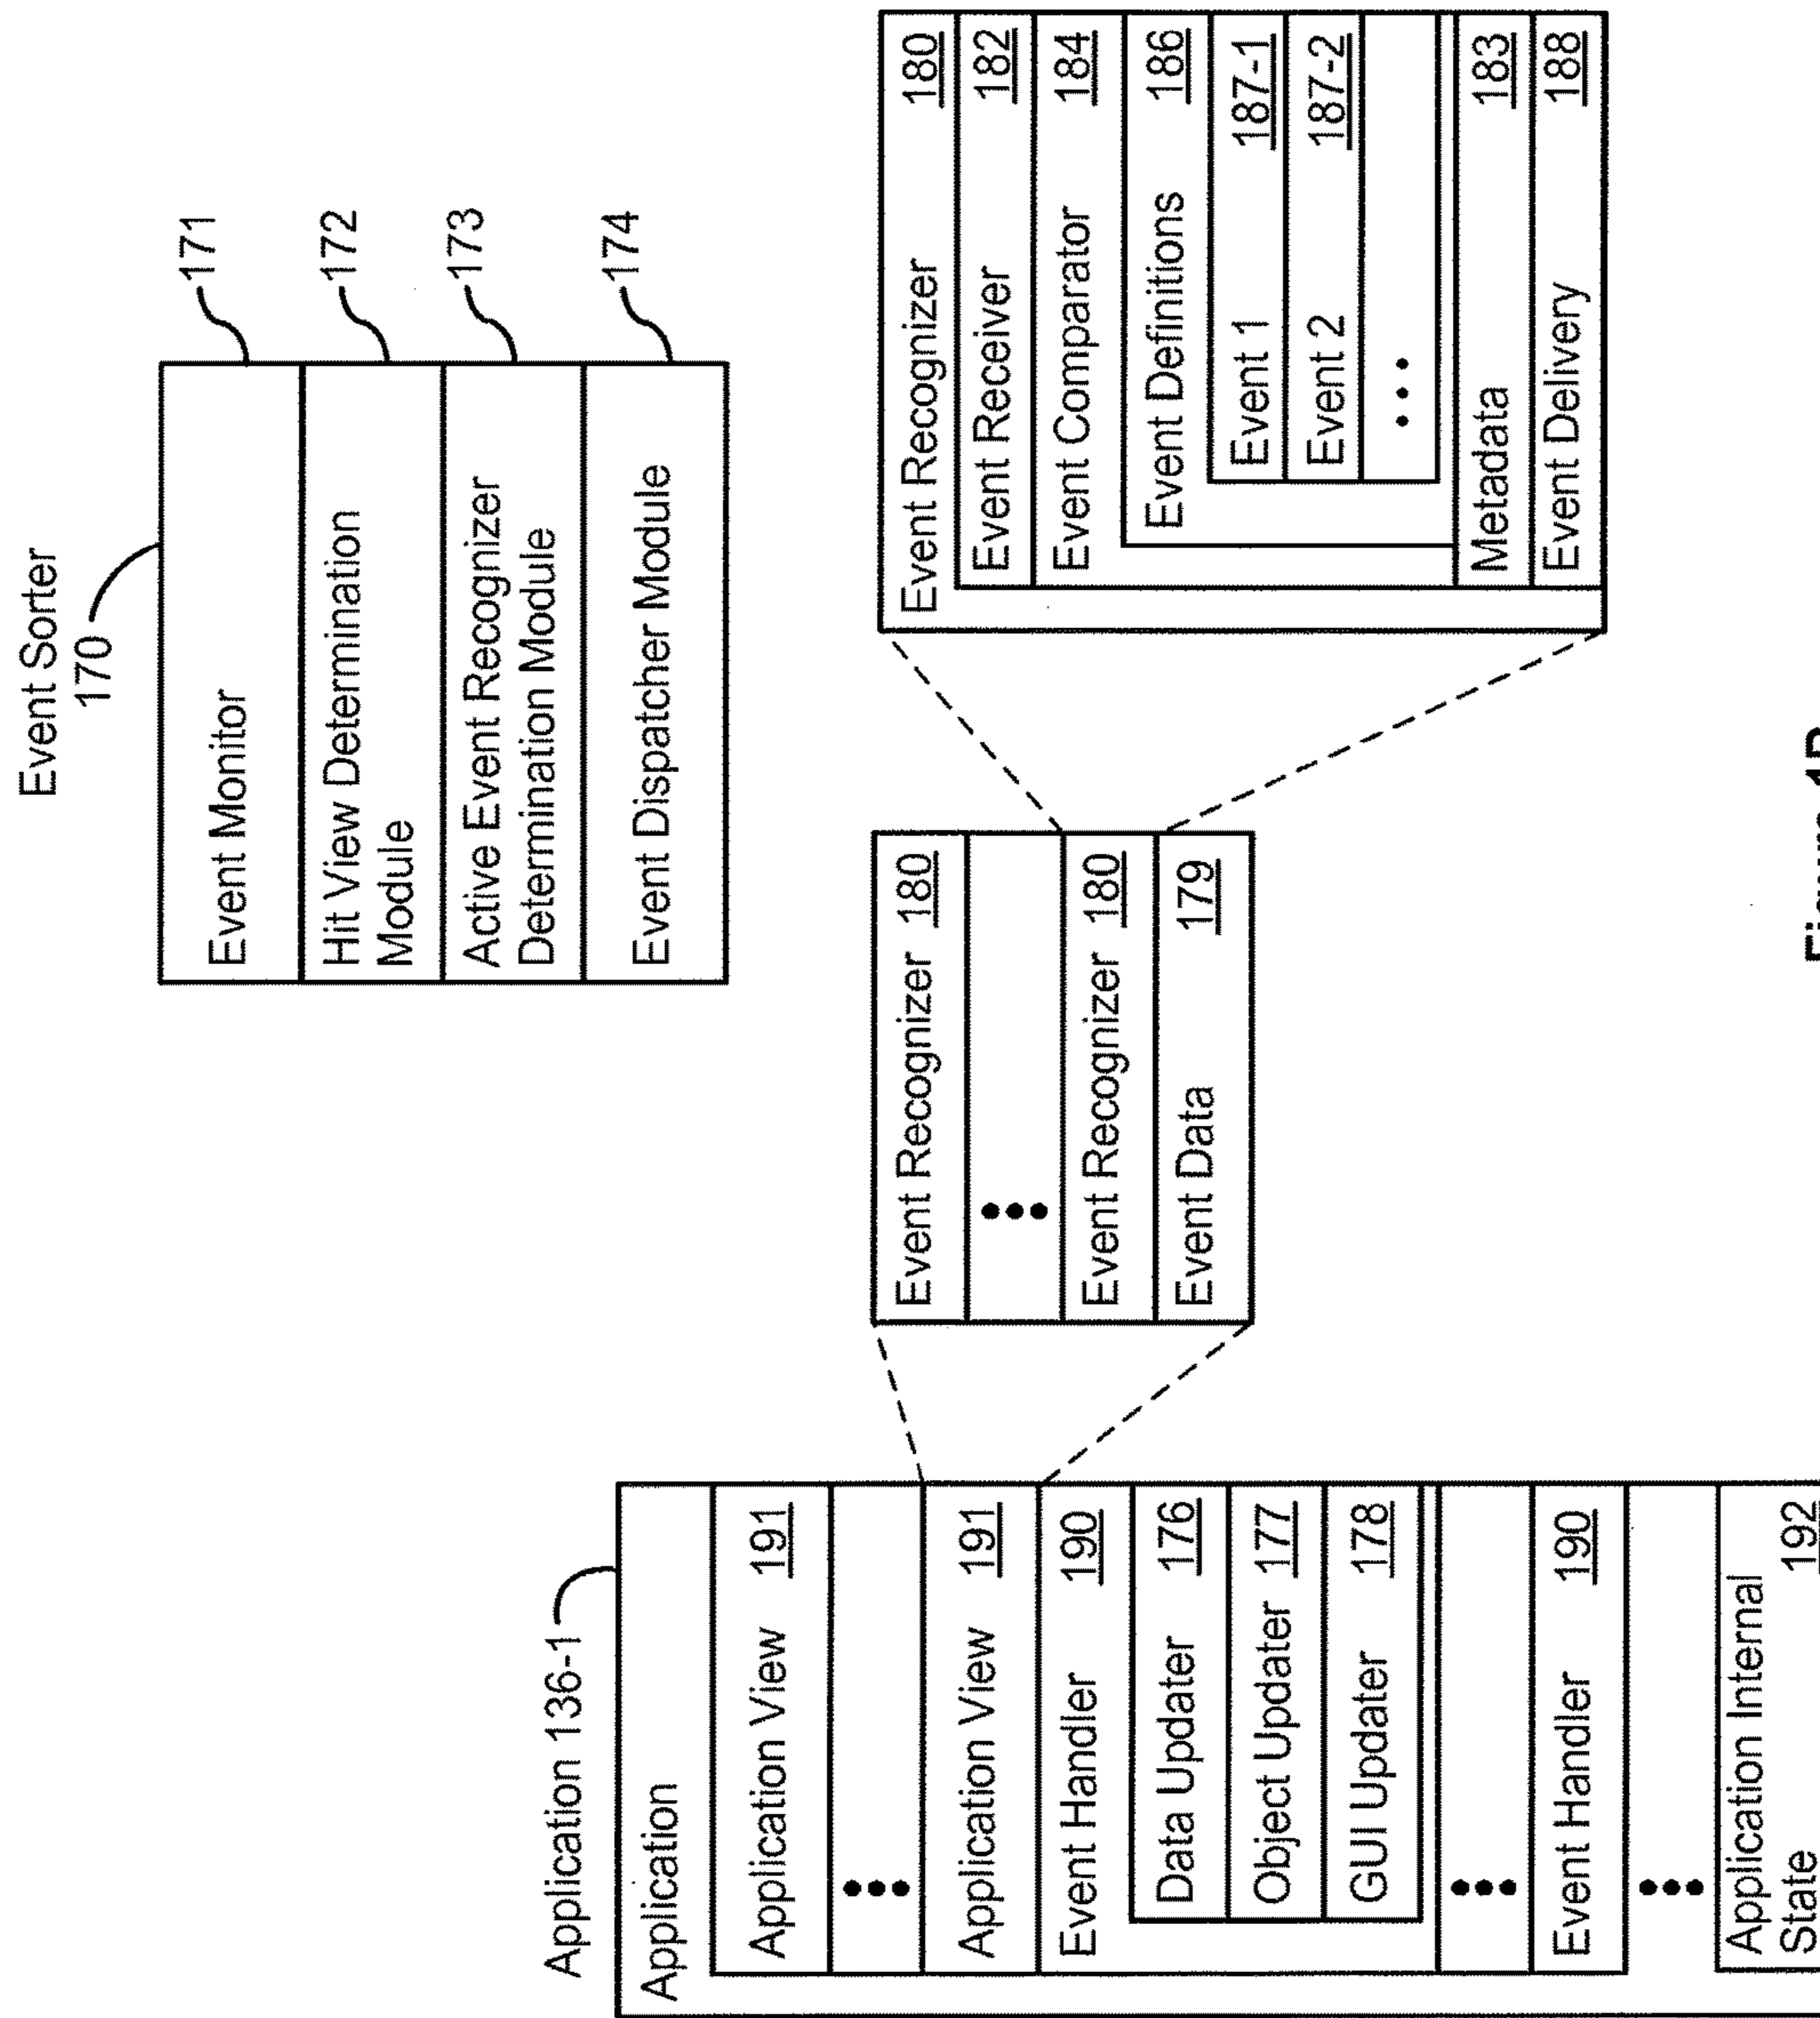 Event Sorter
170
Event Monitor
171
Hit View Determination
Module
172
Active Event Recognizer
Determination Module
173
Event Dispatcher Module
174
Application 136-1
Application
Application View 191
Application View 191
Event Handler 190
Data Updater 176
Object Updater 177
GUI Updater 178
Event Handler 190
Application Internal
State 192
Event Recognizer 180
Event Recognizer 180
Event Data 179
Event Recognizer 180
Event Receiver 182
Event Comparator 184
Event Definitions 186
Event 1 187-1
Event 2 187-2
Metadata 183
Event Delivery 188